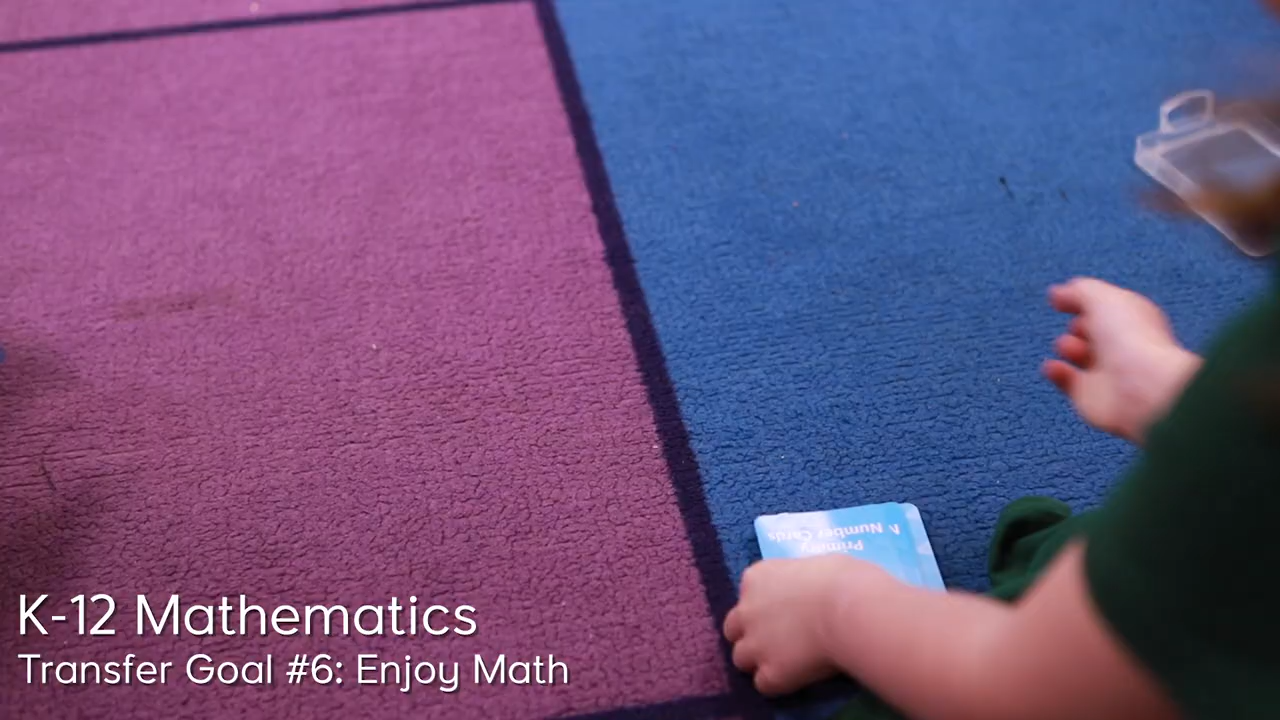 K-12 Mathematics
Transfer Goal #6: Enjoy Math
Primary
Number Cards